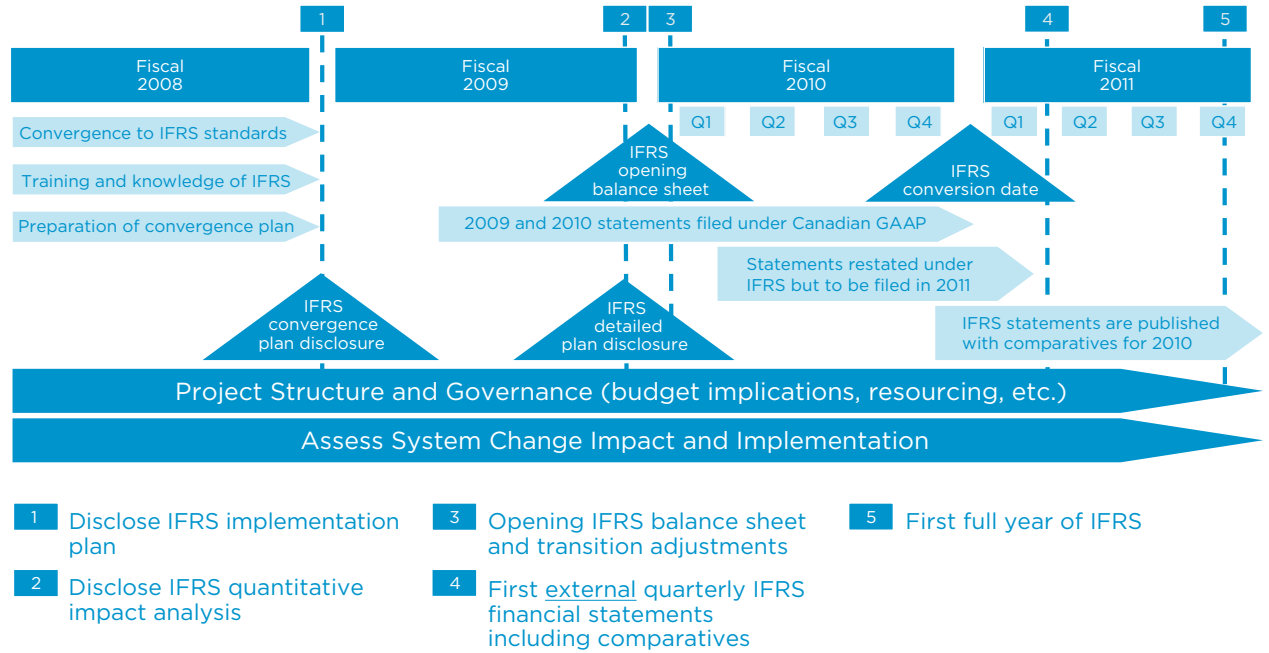 1
2
3
4
5
Fiscal
2008
Fiscal
2009
Fiscal
2010
Fiscal
2011
Q1
Q2
Q3
Q4
Q1
Q2
Q3
Q4
Convergence to IFRS standards
Training and knowledge of IFRS
Preparation of convergence plan
IFRS
opening
balance sheet
IFRS
conversion date
2009 and 2010 statements filed under Canadian GAAP
Statements restated under
IFRS but to be filed in 2011
IFRS
convergence
plan disclosure
IFRS
detailed
plan disclosure
IFRS statements are published
with comparatives for 2010
Project Structure and Governance (budget implications, resourcing, etc.)
Assess System Change Impact and Implementation
1 Disclose IFRS implementation
plan
2 Disclose IFRS quantitative
impact analysis
3 Opening IFRS balance sheet
and transition adjustments
4 First external quarterly IFRS
financial statements
including comparatives
5 First full year of IFRS